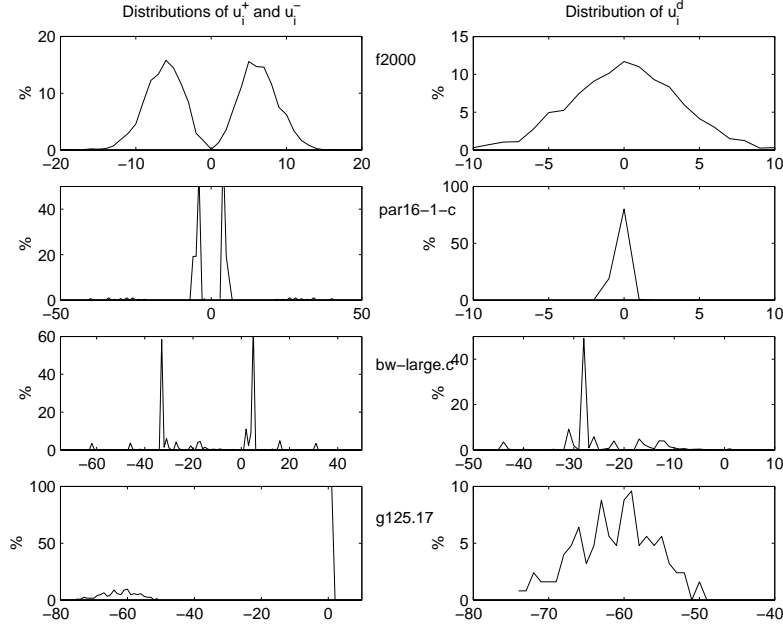 Distributions of u_i^+ and u_i^−
Distribution of u_i^d
20
10
0
%
−20 −10 0 10 20
f2000
15
10
5
0
%
−10 −5 0 5 10
40
20
0
%
−50 0 50
par16−1−c
100
50
0
%
−10 −5 0 5 10
60
40
20
0
%
−60 −40 −20 0 20 40
bw−large.c
40
20
0
%
−50 −40 −30 −20 −10 0 10
100
50
0
%
−80 −60 −40 −20 0
g125.17
10
5
0
%
−80 −70 −60 −50 −40